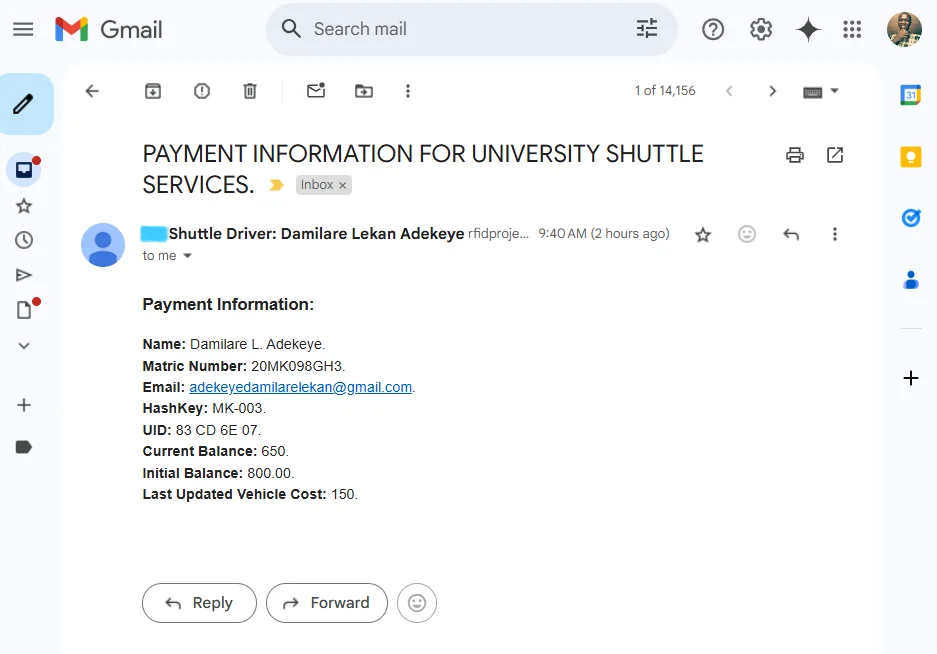 Gmail
Search mail
1 of 14,156
31
PAYMENT INFORMATION FOR UNIVERSITY SHUTTLE
SERVICES.
Inbox ×
Shuttle Driver: Damilare Lekan Adekeye rfidproje... 9:40 AM (2 hours ago)
to me
Payment Information:
Name: Damilare L. Adekeye.
Matric Number: 20MK098GH3.
Email: adekeyedamilarelekan@gmail.com.
HashKey: MK-003.
UID: 83 CD 6E 07.
Current Balance: 650.
Initial Balance: 800.00.
Last Updated Vehicle Cost: 150.
Reply
Forward